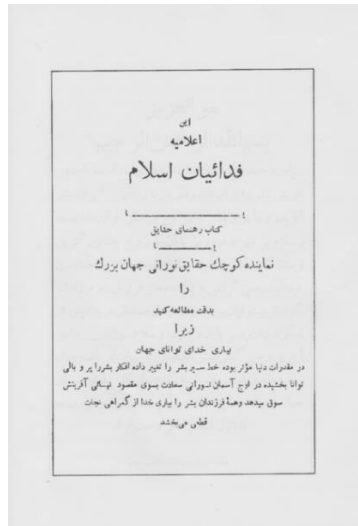 این
اعلامیه
فدائیان اسلام
کتاب رهنمای حقایق
نماینده کوچك حقایق نورانی جهان بزرك
را
بدقت مطالعه کنید
زیرا
بیاری خدای توانای جهان
در مقدرات دنیا مؤثر بوده خط سیر بشر را تغییر داده افکار بشر را پر و بالی
توانا بخشیده در اوج آسمان نورانی سعادت بسوی مقصود نهائی آفرینش
سوق میدهد وهمهٔ فرزندان بشر را بیاری خدا از گمراهی نجات
قطعی می‌بخشد